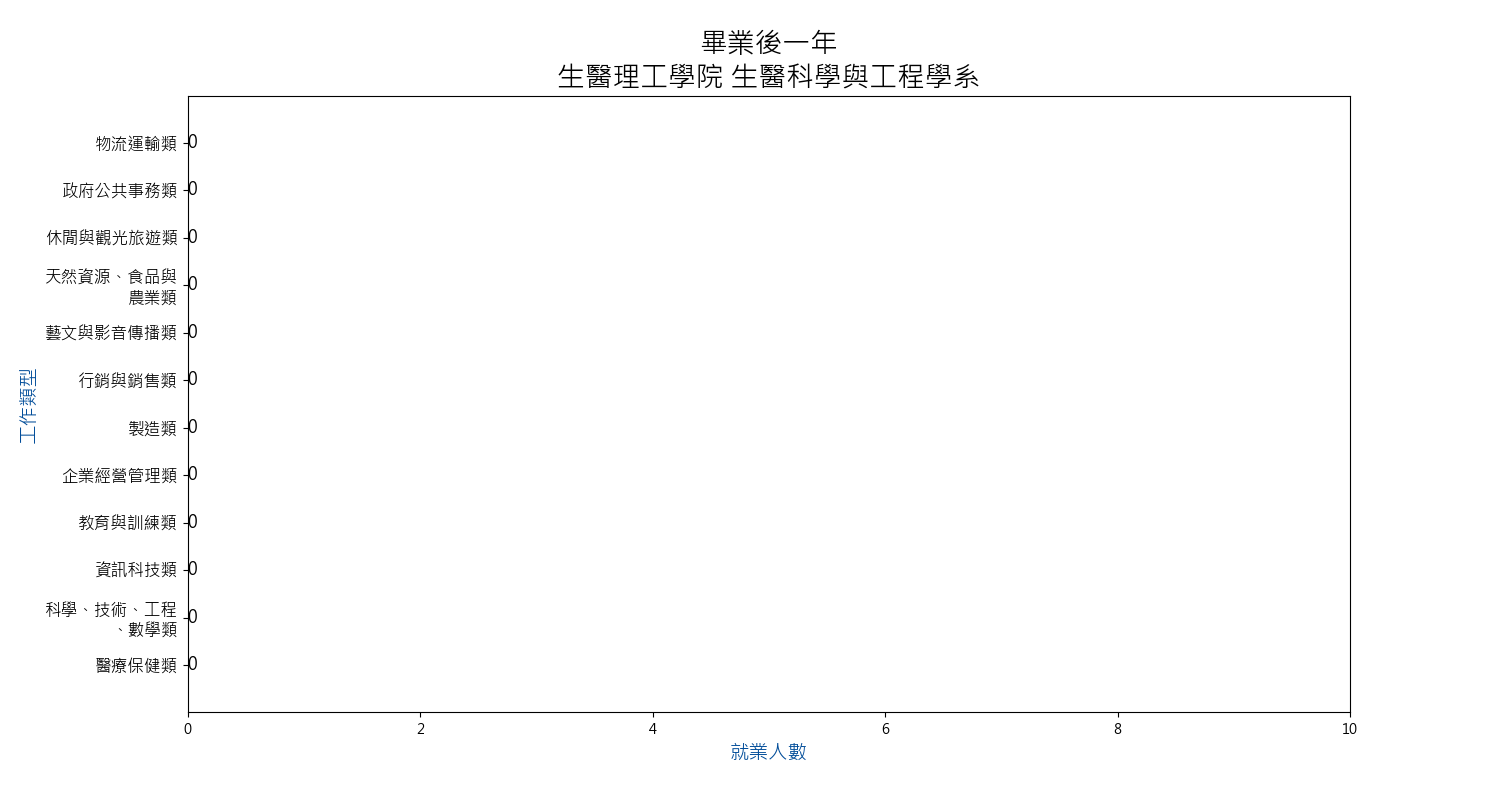 畢業後一年
生醫理工學院 生醫科學與工程學系
物流運輸類 0
政府公共事務類 0
休閒與觀光旅遊類 0
天然資源、食品與
農業類 0
藝文與影音傳播類 0
行銷與銷售類 0
製造類 0
企業經營管理類 0
教育與訓練類 0
資訊科技類 0
科學、技術、工程
、數學類 0
醫療保健類 0
工作類型
0 2 4 6 8 10
就業人數